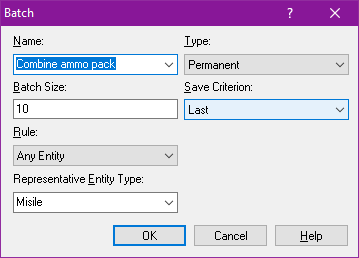 Batch
?
Name:
Type:
Combine ammo pack
Permanent
Batch Size:
Save Criterion:
10
Last
Rule:
Any Entity
Representative Entity Type:
Misile
OK
Cancel
Help